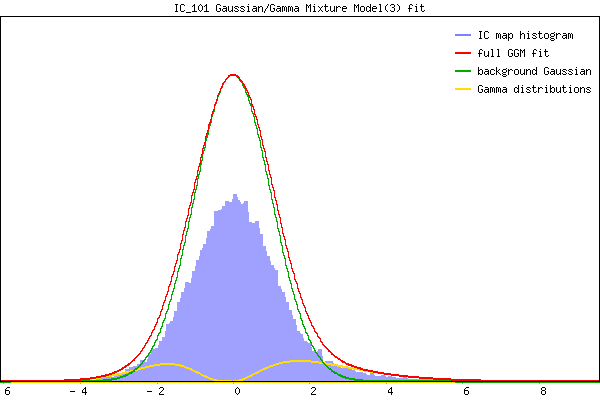 IC_101 Gaussian/Gamma Mixture Model(3) fit
IC map histogram
full GGM fit
background Gaussian
Gamma distributions
6 -4 -2 0 2 4 6 8